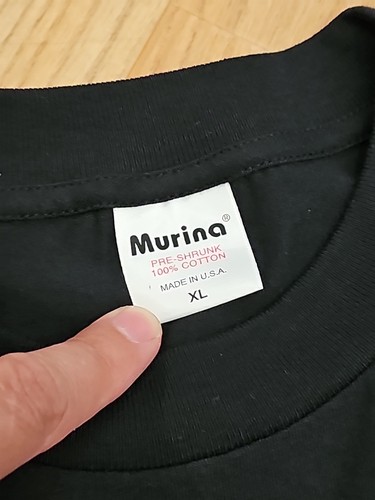 Murina®
PRE-SHRUNK
100% COTTON
MADE IN U.S.A.
XL